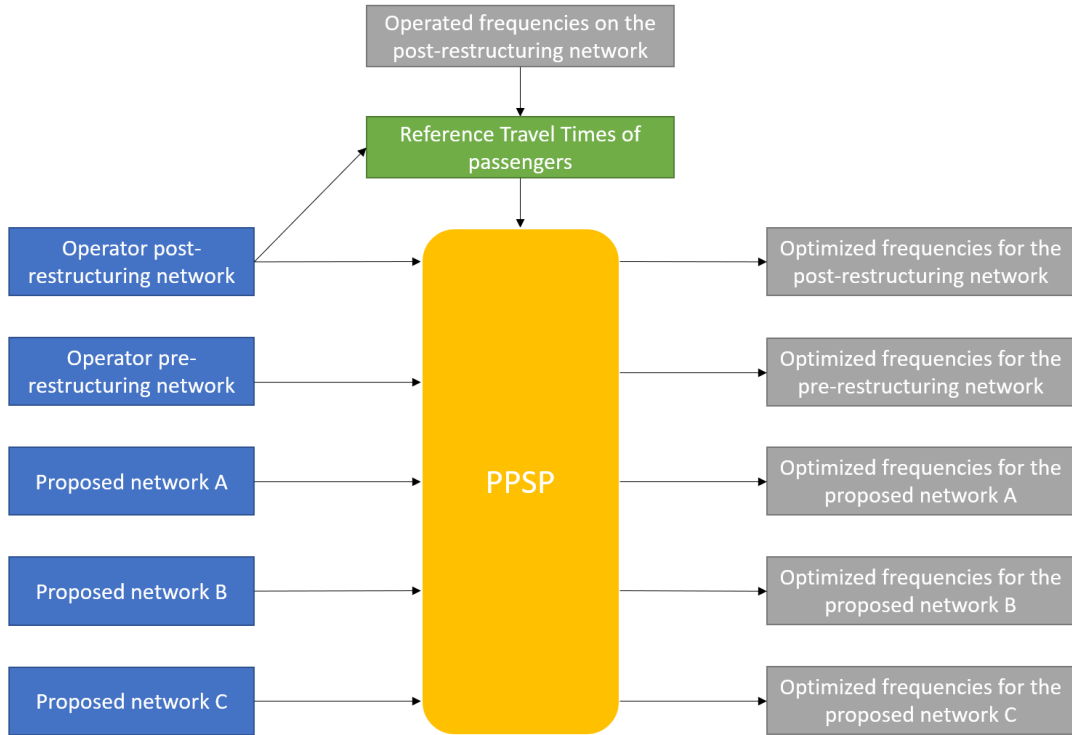 Operated frequencies on the
post-restructuring network
Reference Travel Times of
passengers
Operator post-
restructuring network
Operator pre-
restructuring network
Proposed network A
Proposed network B
Proposed network C
PPSP
Optimized frequencies for the
post-restructuring network
Optimized frequencies for the
pre-restructuring network
Optimized frequencies for the
proposed network A
Optimized frequencies for the
proposed network B
Optimized frequencies for the
proposed network C